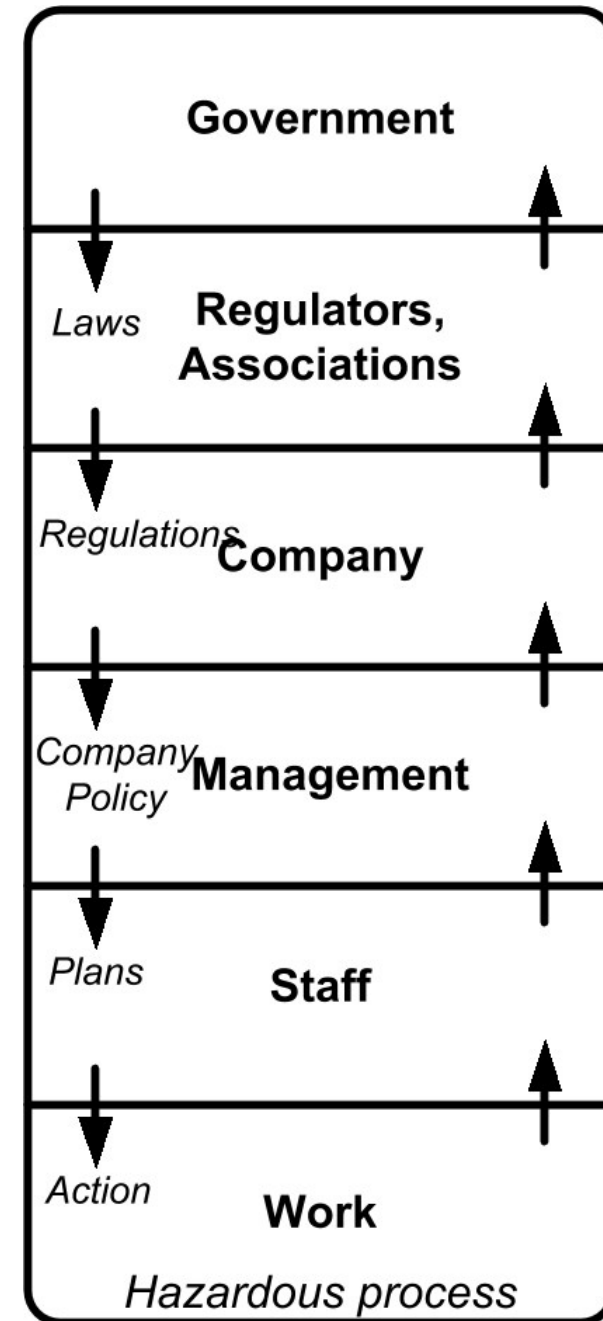 Government
Laws
Regulators,
Associations
Regulations
Company
Company
Policy
Management
Plans
Staff
Action
Work
Hazardous process